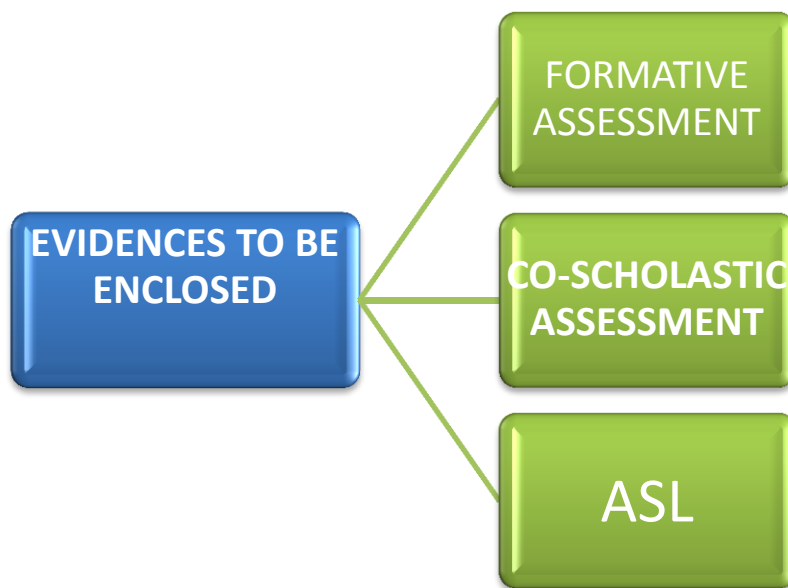 EVIDENCES TO BE
ENCLOSED
FORMATIVE
ASSESSMENT
CO-SCHOLASTIC
ASSESSMENT
ASL